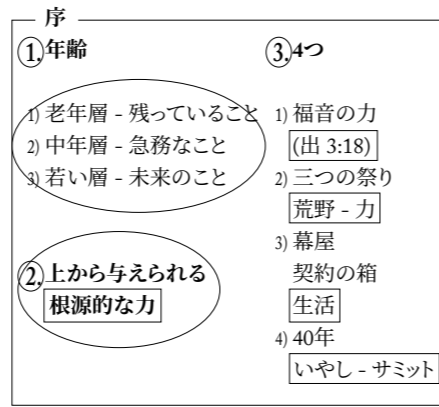 序
1. 年齢
1) 老年層 - 残っていること
2) 中年層 - 急務なこと
3) 若い層 - 未来のこと
2. 上から与えられる
根源的な力
3. 4つ
1) 福音の力
(出 3:18)
2) 三つの祭り
荒野 - 力
3) 幕屋
契約の箱
生活
4) 40年
いやし - サミット